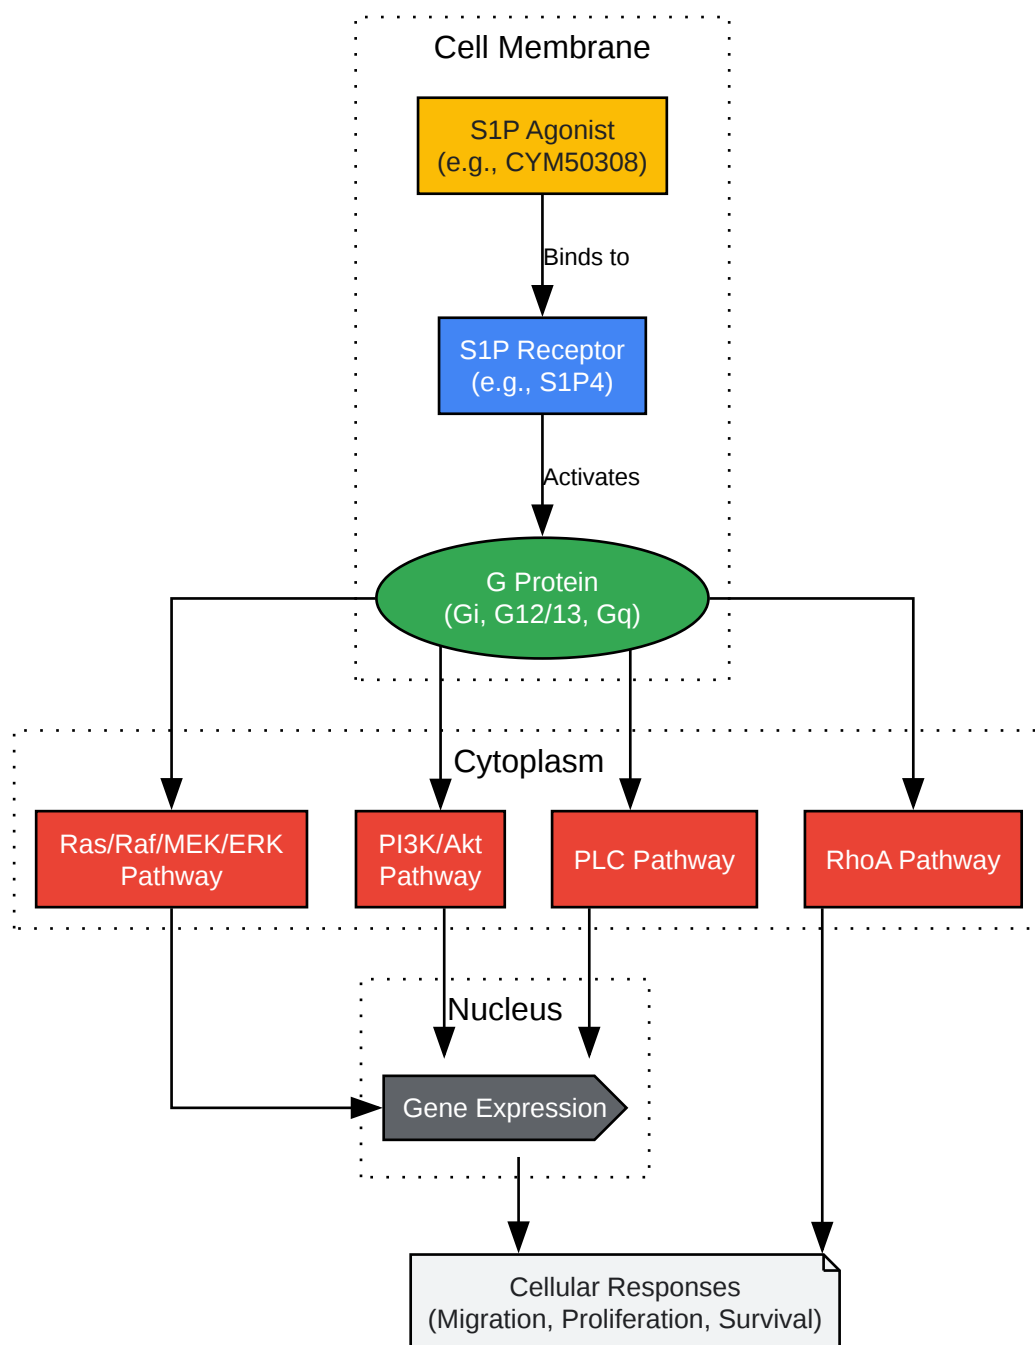 Cell Membrane
S1P Agonist
(e.g., CYM50308)
Binds to
S1P Receptor
(e.g., S1P4)
Activates
G Protein
(Gi, G12/13, Gq)
Cytoplasm
Ras/Raf/MEK/ERK
Pathway
PI3K/Akt
Pathway
PLC Pathway
RhoA Pathway
Nucleus
Gene Expression
Cellular Responses
(Migration, Proliferation, Survival)